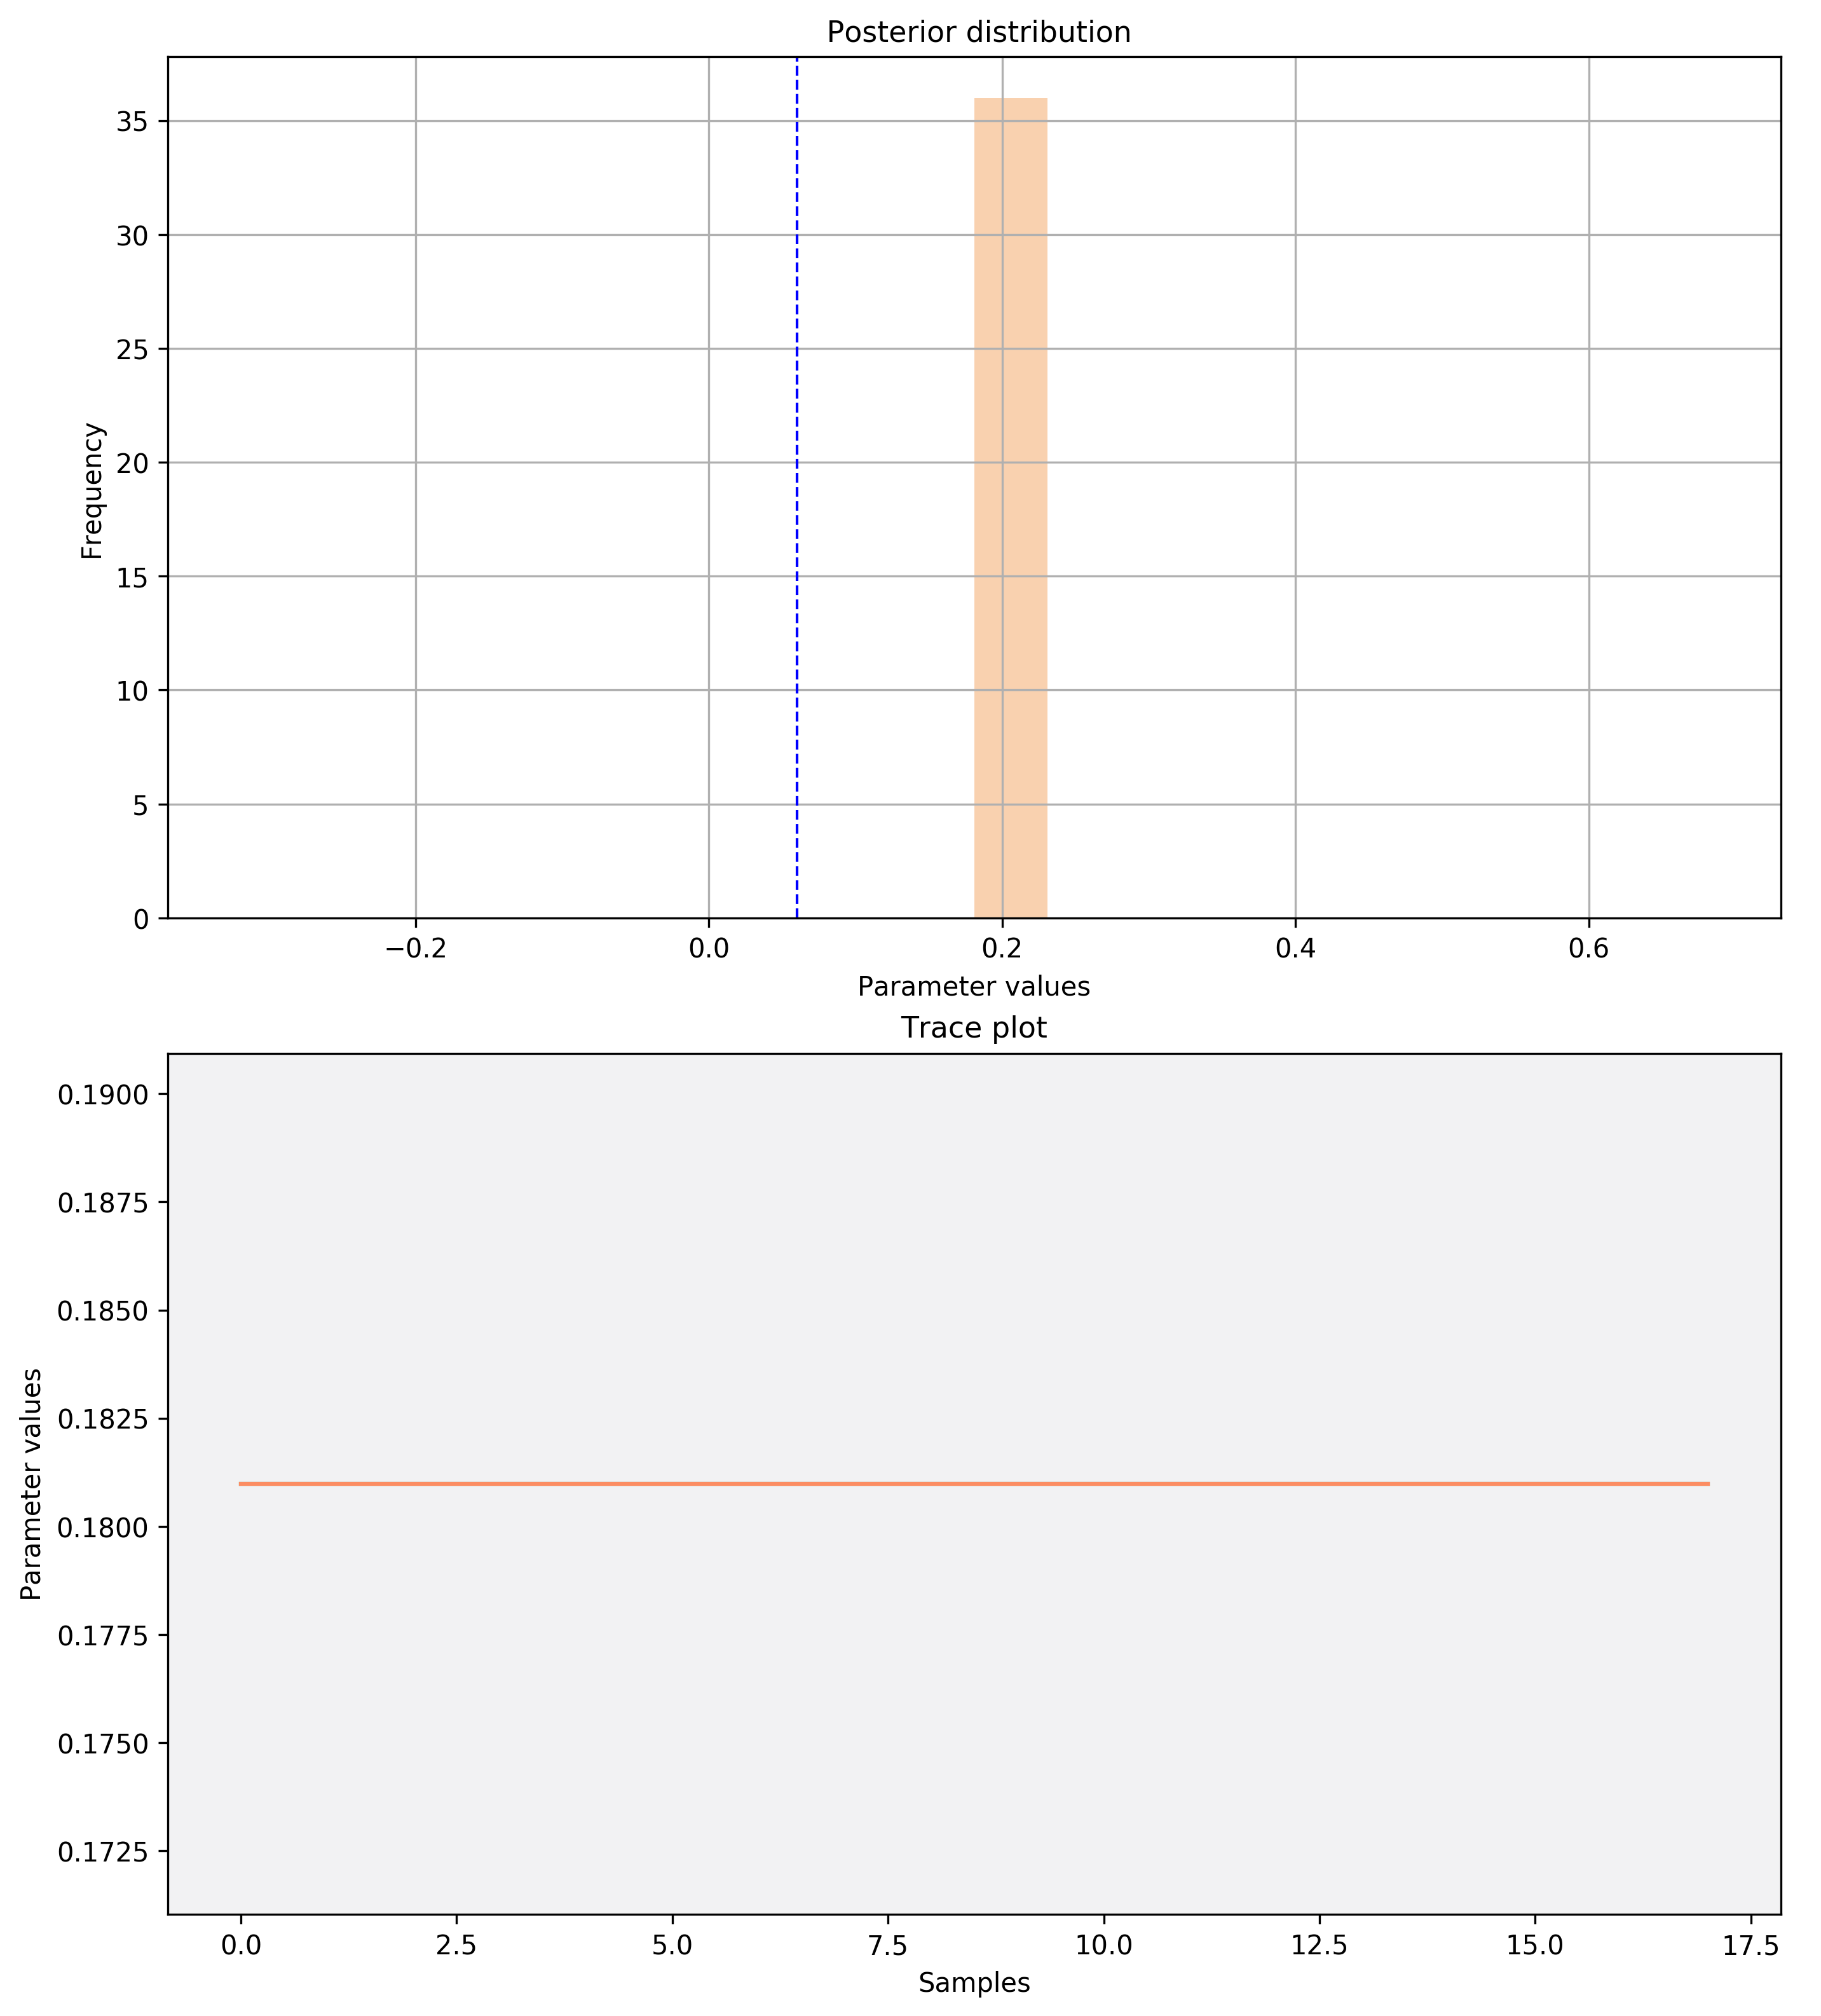 Posterior distribution
35
30
25
20
15
10
5
0
Frequency
−0.2 0.0 0.2 0.4 0.6
Parameter values
Trace plot
0.1900
0.1875
0.1850
0.1825
0.1800
0.1775
0.1750
0.1725
Parameter values
0.0 2.5 5.0 7.5 10.0 12.5 15.0 17.5
Samples